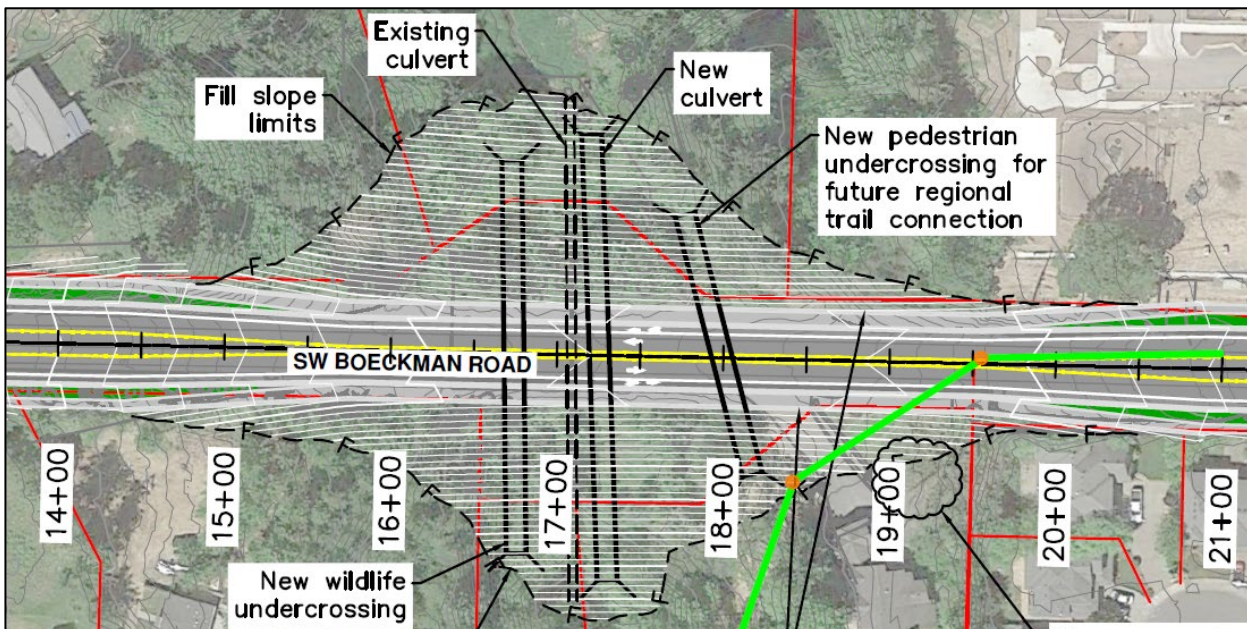 Existing
culvert
New
culvert
Fill slope
limits
New pedestrian
undercrossing for
future regional
trail connection
F
F
F
F
F
F
SW BOECKMAN ROAD
F
F
F
F
F
F
14+00
15+00
16+00
17+00
18+00
19+00
20+00
21+00
New wildlife
undercrossing